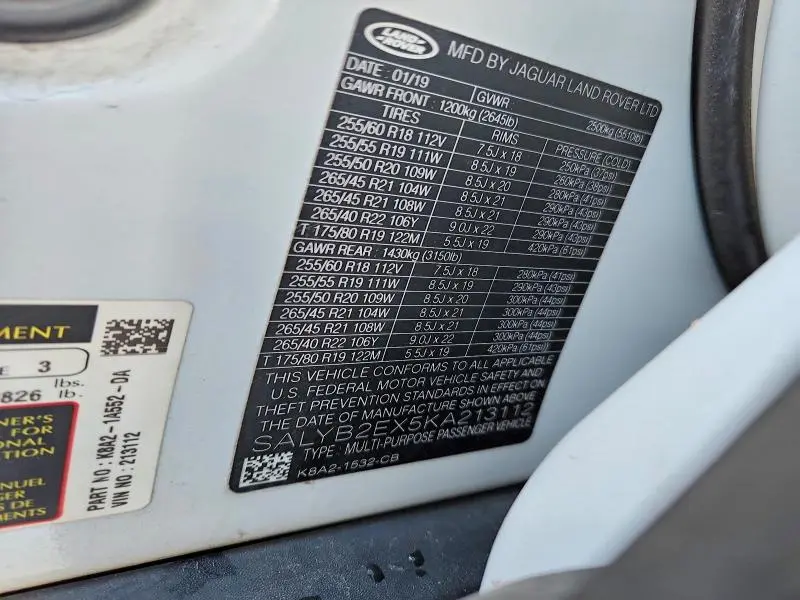 LAND ROVER
MFD BY JAGUAR LAND ROVER LTD
DATE : 01/19 GVWR 2500kg (5510lb)
GAWR FRONT : 1200kg (2645lb)
TIRES RIMS PRESSURE (COLD)
255/60 R18 112V 7.5J x 18 250kPa (37psi)
255/55 R19 111W 8.5J x 19 260kPa (38psi)
255/50 R20 109W 8.5J x 20 280kPa (41psi)
265/45 R21 104W 8.5J x 21 290kPa (43psi)
265/45 R21 108W 8.5J x 21 290kPa (43psi)
265/40 R22 106Y 9.0J x 22 290kPa (43psi)
T 175/80 R19 122M 5.5J x 19 420kPa (61psi)
GAWR REAR : 1430kg (3150lb)
255/60 R18 112V 7.5J x 18 280kPa (41psi)
255/55 R19 111W 8.5J x 19 290kPa (43psi)
255/50 R20 109W 8.5J x 20 300kPa (44psi)
265/45 R21 104W 8.5J x 21 300kPa (44psi)
265/45 R21 108W 8.5J x 21 300kPa (44psi)
265/40 R22 106Y 9.0J x 22 300kPa (44psi)
T 175/80 R19 122M 5.5J x 19 420kPa (61psi)
THIS VEHICLE CONFORMS TO ALL APPLICABLE
U.S. FEDERAL MOTOR VEHICLE SAFETY AND
THEFT PREVENTION STANDARDS IN EFFECT ON
THE DATE OF MANUFACTURE SHOWN ABOVE
SALYB2EX5KA213112
TYPE : MULTI-PURPOSE PASSENGER VEHICLE
K8A2-1532-CB
MENT
E 3
826 lbs.
lb.
NER'S
FOR
ONAL
TION
NUEL
GER
S DE
MENTS
PART NO : K8A2-1A552-DA
VIN NO : 213112